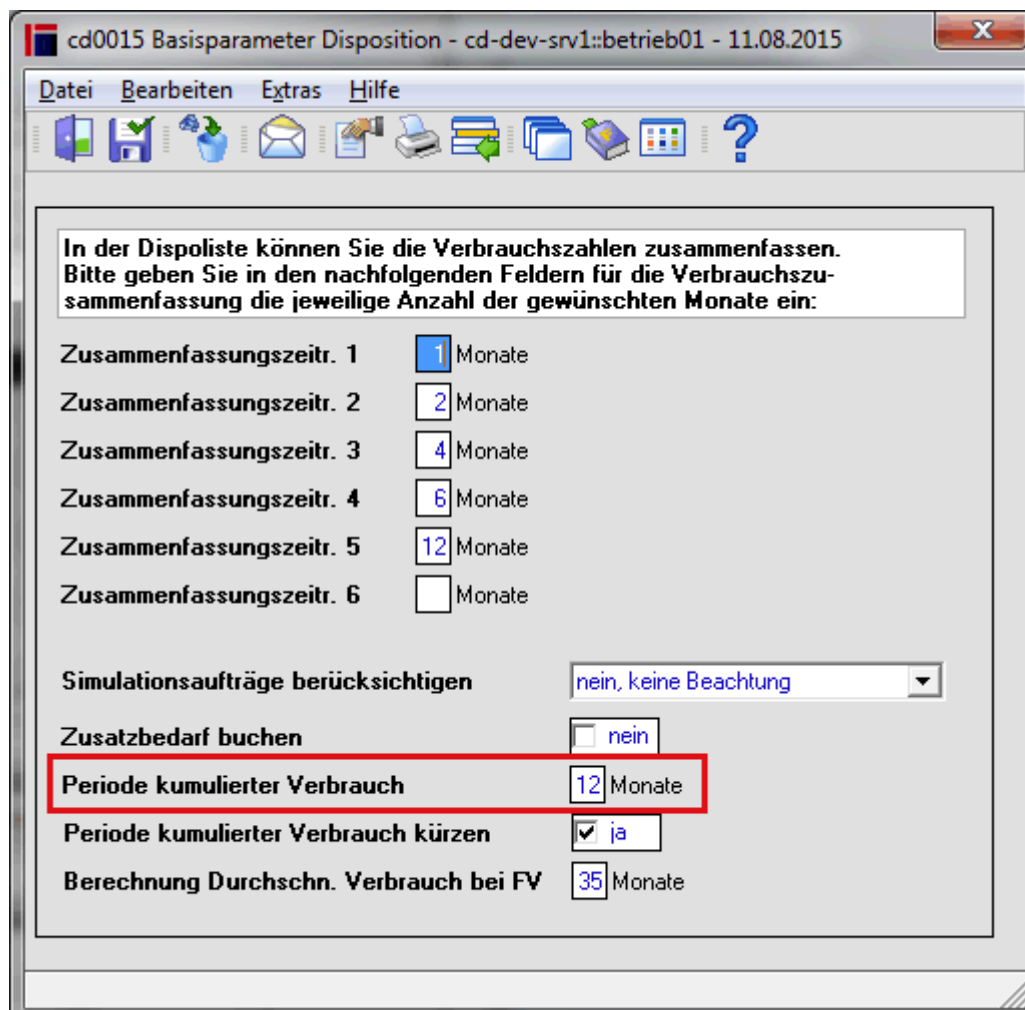 cd0015 Basisparameter Disposition - cd-dev-srv1::betrieb01 - 11.08.2015
Datei Bearbeiten Extras Hilfe
In der Dispoliste können Sie die Verbrauchszahlen zusammenfassen.
Bitte geben Sie in den nachfolgenden Feldern für die Verbrauchszu-
sammenfassung die jeweilige Anzahl der gewünschten Monate ein:
Zusammenfassungszeitr. 1 1 Monate
Zusammenfassungszeitr. 2 2 Monate
Zusammenfassungszeitr. 3 4 Monate
Zusammenfassungszeitr. 4 6 Monate
Zusammenfassungszeitr. 5 12 Monate
Zusammenfassungszeitr. 6 Monate
Simulationsaufträge berücksichtigen nein, keine Beachtung
Zusatzbedarf buchen nein
Periode kumulierter Verbrauch 12 Monate
Periode kumulierter Verbrauch kürzen ja
Berechnung Durchschn. Verbrauch bei FV 35 Monate